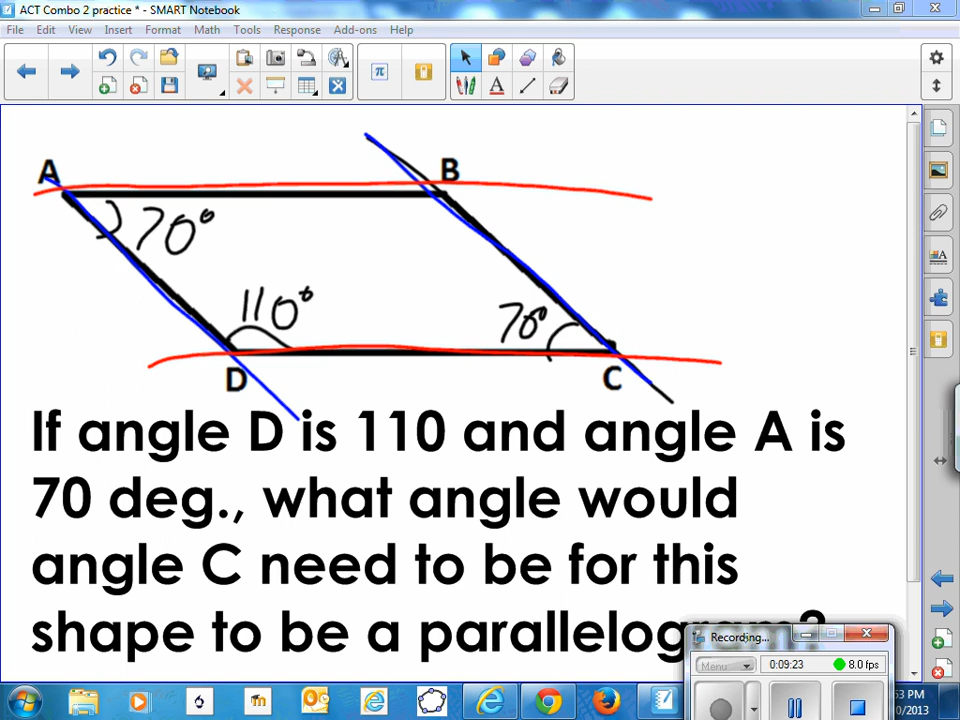 ACT Combo 2 practice * - SMART Notebook
File Edit View Insert Format Math Tools Response Add-ons Help
A
B
70°
110°
70°
D
C
If angle D is 110 and angle A is
70 deg., what angle would
angle C need to be for this
shape to be a parallelogram?
Recording...
Menu
0:09:23
8.0 fps